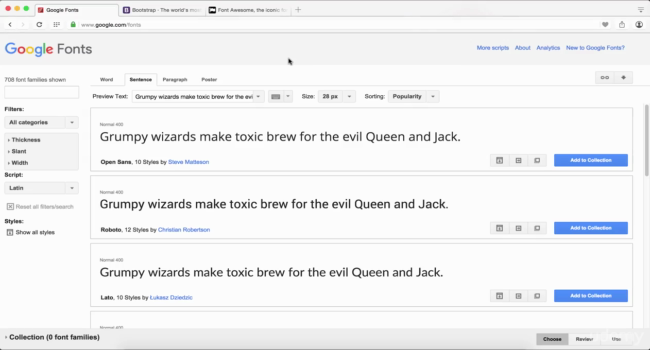 Google Fonts
Bootstrap · The world's most
Font Awesome, the iconic f
www.google.com/fonts
Google Fonts
More scripts
About
Analytics
New to Google Fonts?
708 font families shown
Word
Sentence
Paragraph
Poster
Preview Text:
Grumpy wizards make toxic brew for the evil
Size:
26 px
Sorting:
Popularity
Filters:
All categories
Thickness
Slant
Width
Script:
Latin
Reset all filters/search
Styles:
Show all styles
Normal 400
Grumpy wizards make toxic brew for the evil Queen and Jack.
Open Sans, 10 Styles by Steve Matteson
Add to Collection
Normal 400
Grumpy wizards make toxic brew for the evil Queen and Jack.
Roboto, 12 Styles by Christian Robertson
Add to Collection
Normal 400
Grumpy wizards make toxic brew for the evil Queen and Jack.
Lato, 10 Styles by Łukasz Dziedzic
Add to Collection
Normal 400
Collection (0 font families)
Choose
Review
Use